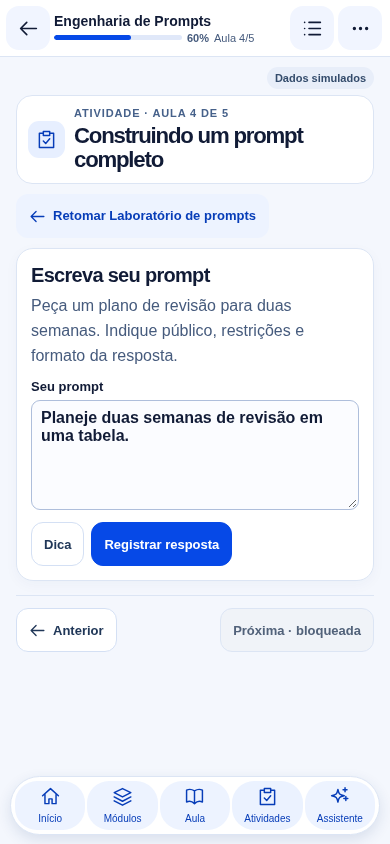 Engenharia de Prompts
60% Aula 4/5
Dados simulados
ATIVIDADE · AULA 4 DE 5
Construindo um prompt
completo
Retomar Laboratório de prompts
Escreva seu prompt
Peça um plano de revisão para duas
semanas. Indique público, restrições e
formato da resposta.
Seu prompt
Planeje duas semanas de revisão em
uma tabela.
Dica
Registrar resposta
Anterior
Próxima · bloqueada
Início
Módulos
Aula
Atividades
Assistente